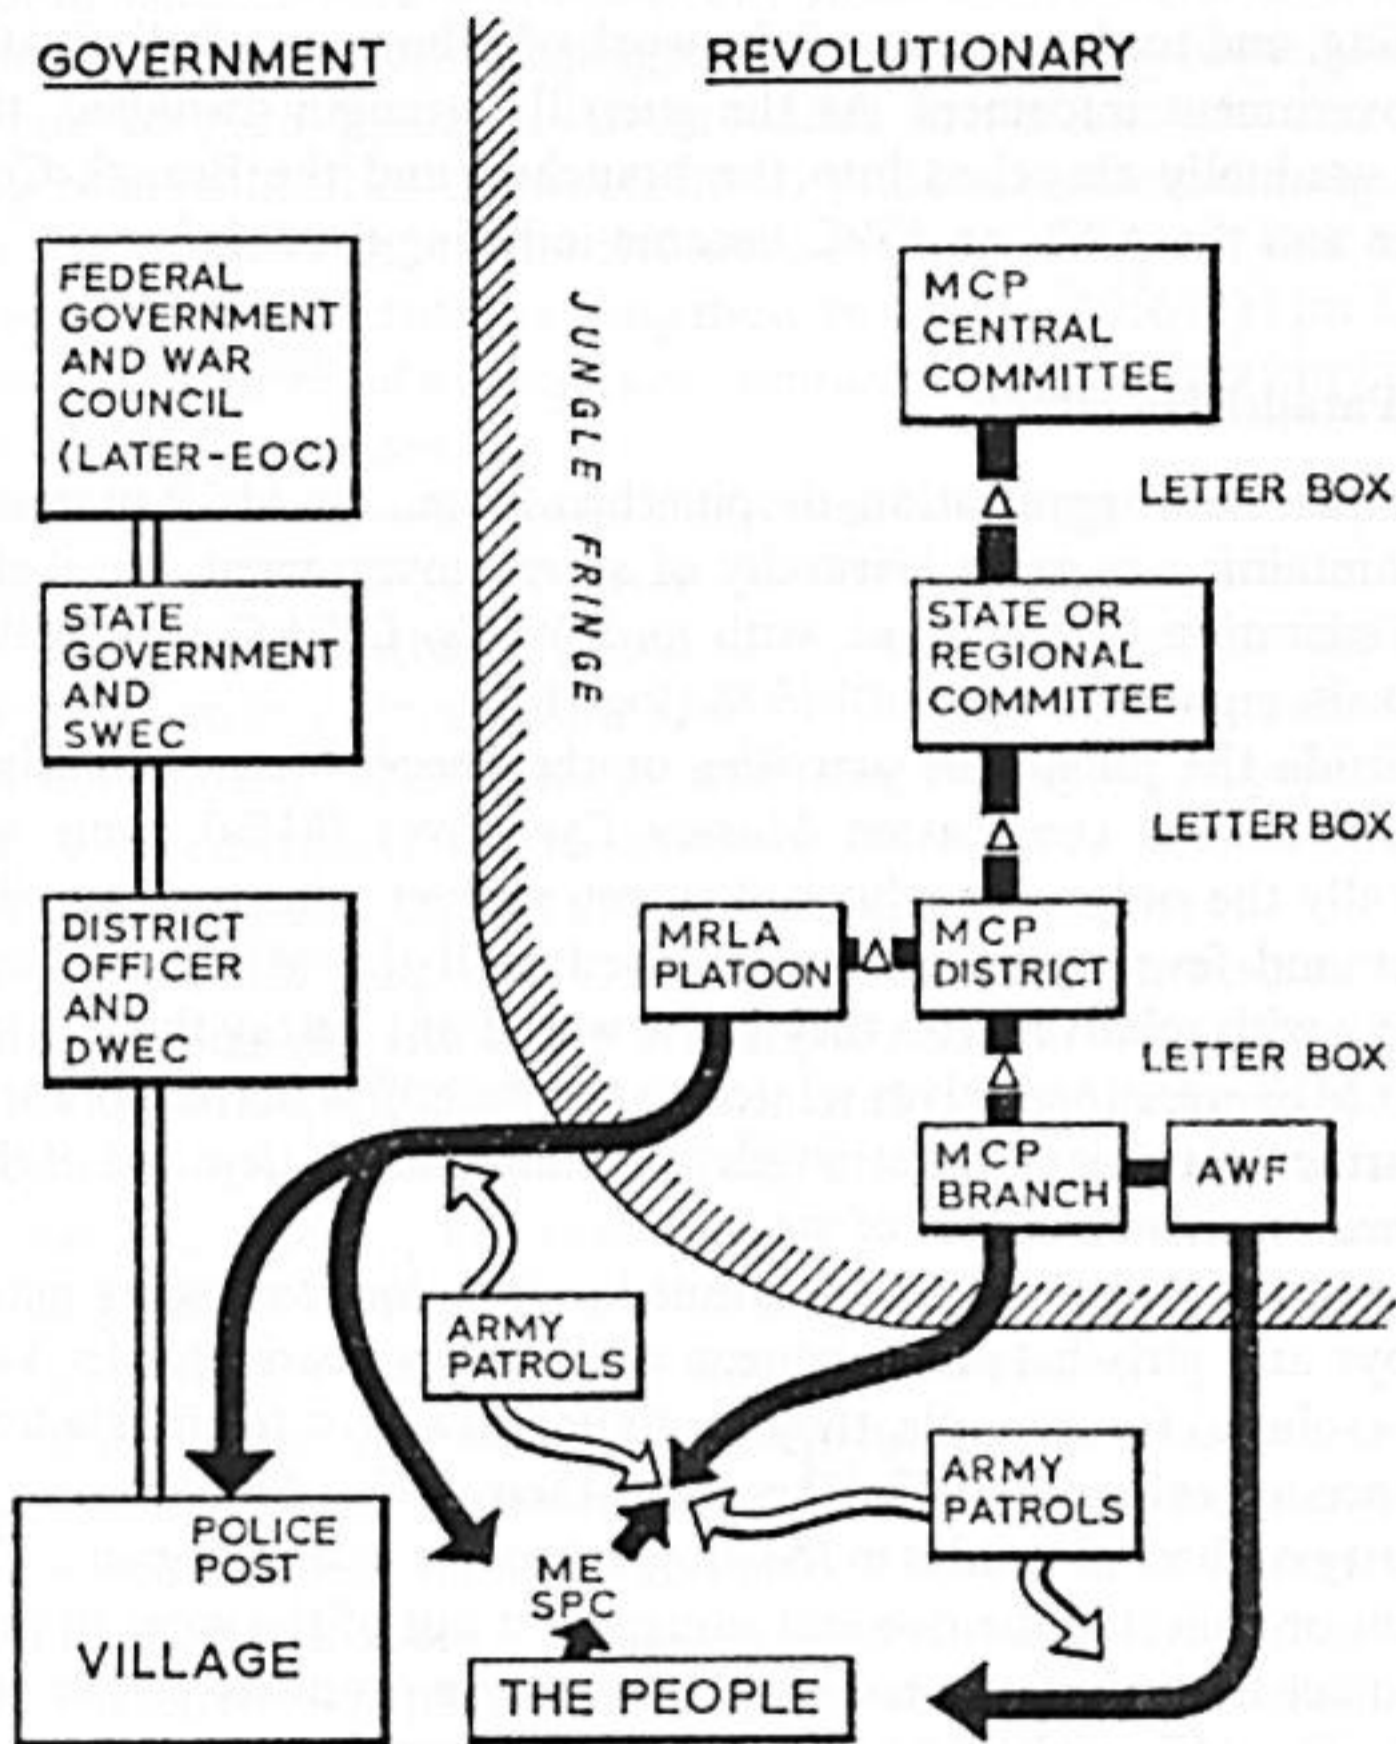 GOVERNMENT
REVOLUTIONARY
FEDERAL
GOVERNMENT
AND WAR
COUNCIL
(LATER-EOC)
STATE
GOVERNMENT
AND
SWEC
DISTRICT
OFFICER
AND
DWEC
POLICE
POST
VILLAGE
JUNGLE FRINGE
MCP
CENTRAL
COMMITTEE
LETTER BOX
STATE OR
REGIONAL
COMMITTEE
LETTER BOX
MRLA
PLATOON
MCP
DISTRICT
LETTER BOX
MCP
BRANCH
AWF
ARMY
PATROLS
ARMY
PATROLS
ME
SPC
THE PEOPLE